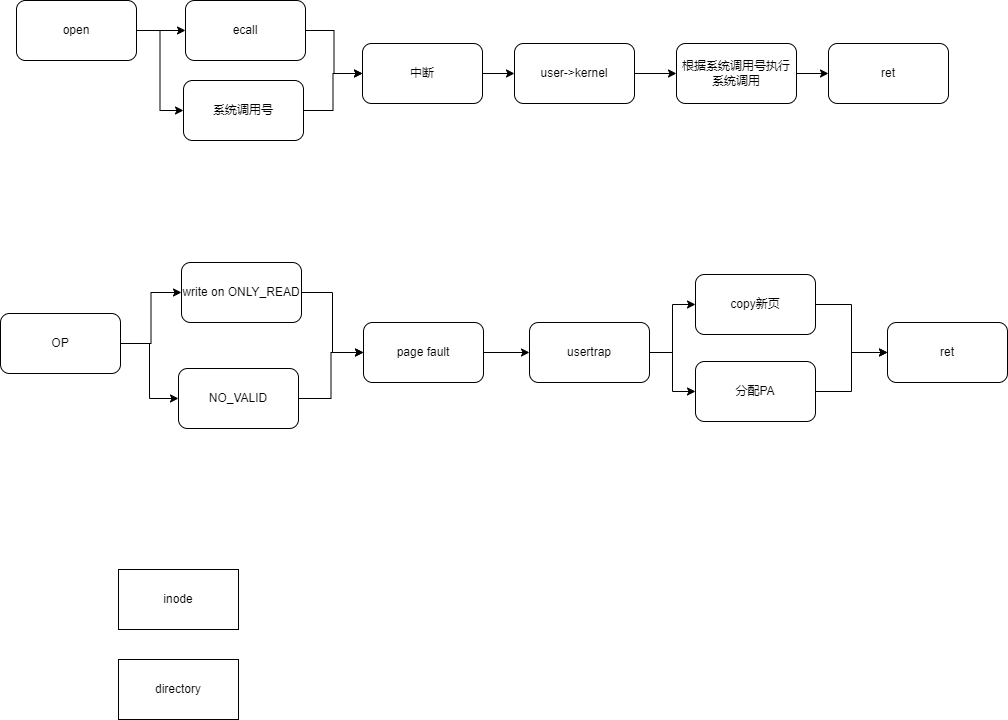 open
ecall
系统调用号
中断
user->kernel
根据系统调用号执行
系统调用
ret
OP
write on ONLY_READ
NO_VALID
page fault
usertrap
copy新页
分配PA
ret
inode
directory